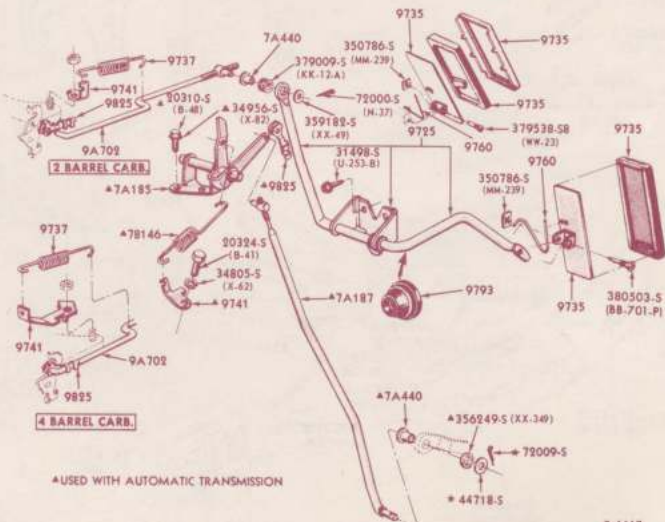 9735
7A440
9735
350786-S
(MM-239)
9737
379009-S
(KK-12-A)
9741
9825
▲20310-S
(B-48)
▲34956-S
(X-82)
72000-S
(N-37)
9735
359182-S
(XX-49)
9725
9760
379538-S8
(WW-23)
9735
9A702
31498-S
(U-253-B)
9760
2 BARREL CARB.
▲9825
350786-S
(MM-239)
▲7A185
9737
▲78146
20324-S
(B-41)
34805-S
(X-62)
▲7A187
9793
9735
380503-S
(BB-701-P)
9741
▲9741
9A702
▲7A440
9825
▲356249-S (XX-349)
4 BARREL CARB.
★72009-S
▲USED WITH AUTOMATIC TRANSMISSION
★44718-S